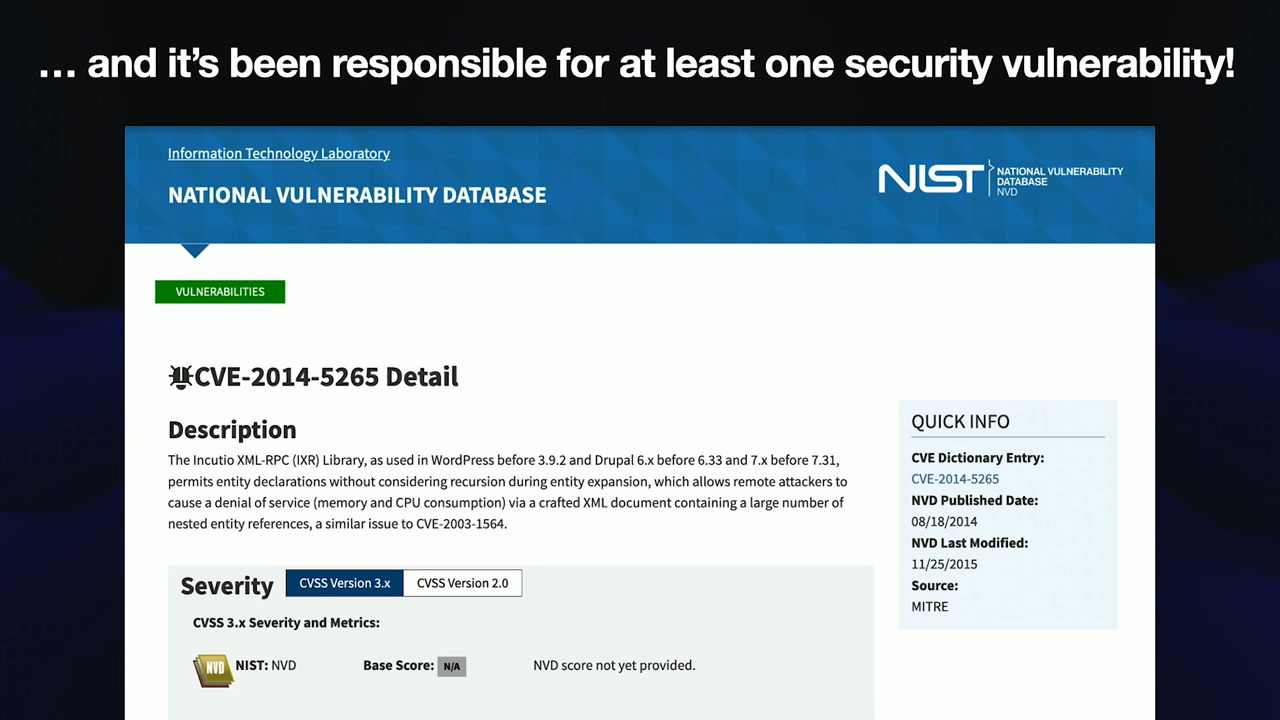 … and it’s been responsible for at least one security vulnerability!
Information Technology Laboratory
NATIONAL VULNERABILITY DATABASE
NIST
NATIONAL VULNERABILITY
DATABASE
NVD
VULNERABILITIES
CVE-2014-5265 Detail
Description
The Incutio XML-RPC (IXR) Library, as used in WordPress before 3.9.2 and Drupal 6.x before 6.33 and 7.x before 7.31,
permits entity declarations without considering recursion during entity expansion, which allows remote attackers to
cause a denial of service (memory and CPU consumption) via a crafted XML document containing a large number of
nested entity references, a similar issue to CVE-2003-1564.
QUICK INFO
CVE Dictionary Entry:
CVE-2014-5265
NVD Published Date:
08/18/2014
NVD Last Modified:
11/25/2015
Source:
MITRE
Severity
CVSS Version 3.x
CVSS Version 2.0
CVSS 3.x Severity and Metrics:
NVD
NIST: NVD
Base Score: N/A
NVD score not yet provided.